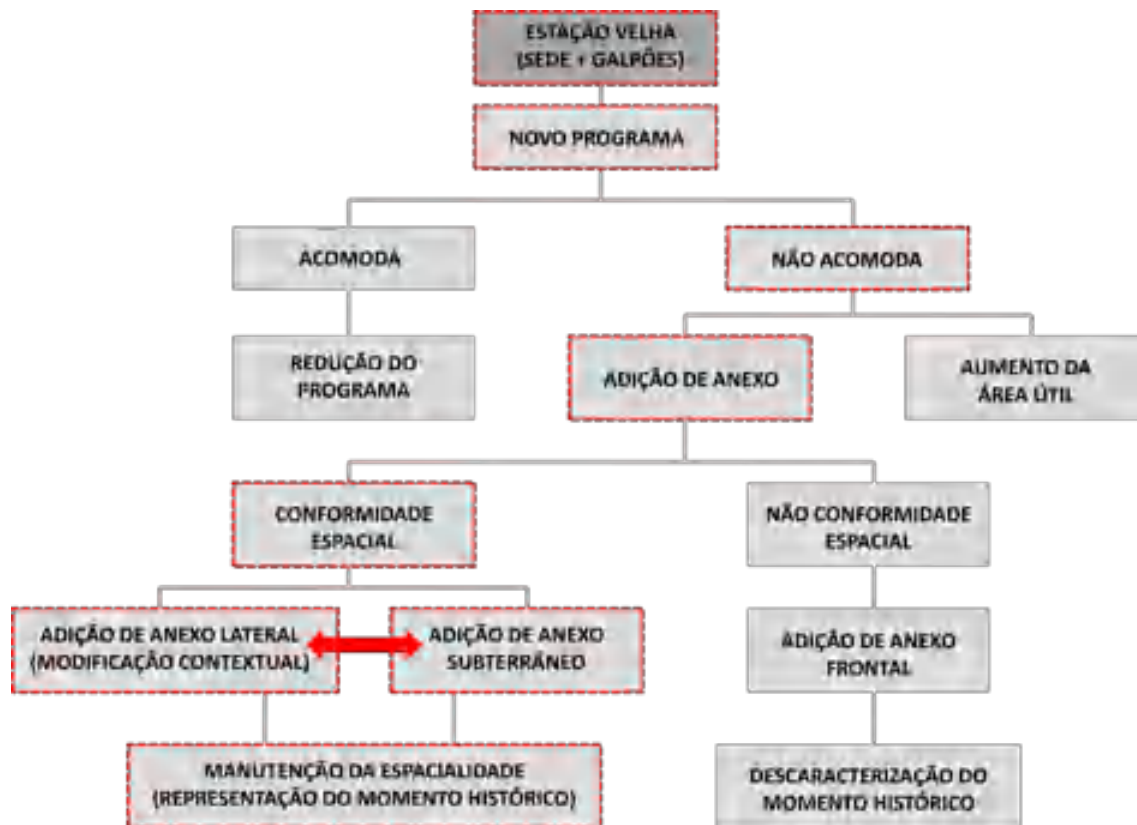 ESTAÇÃO VELHA
(SEDE + GALPÕES)
NOVO PROGRAMA
ACOMODA
NÃO ACOMODA
REDUÇÃO DO
PROGRAMA
ADIÇÃO DE ANEXO
AUMENTO DA
ÁREA ÚTIL
CONFORMIDADE
ESPACIAL
NÃO CONFORMIDADE
ESPACIAL
ADIÇÃO DE ANEXO LATERAL
(MODIFICAÇÃO CONTEXTUAL)
ADIÇÃO DE ANEXO
SUBTERRÂNEO
ADIÇÃO DE ANEXO
FRONTAL
MANUTENÇÃO DA ESPACIALIDADE
(REPRESENTAÇÃO DO MOMENTO HISTÓRICO)
DESCARACTERIZAÇÃO DO
MOMENTO HISTÓRICO